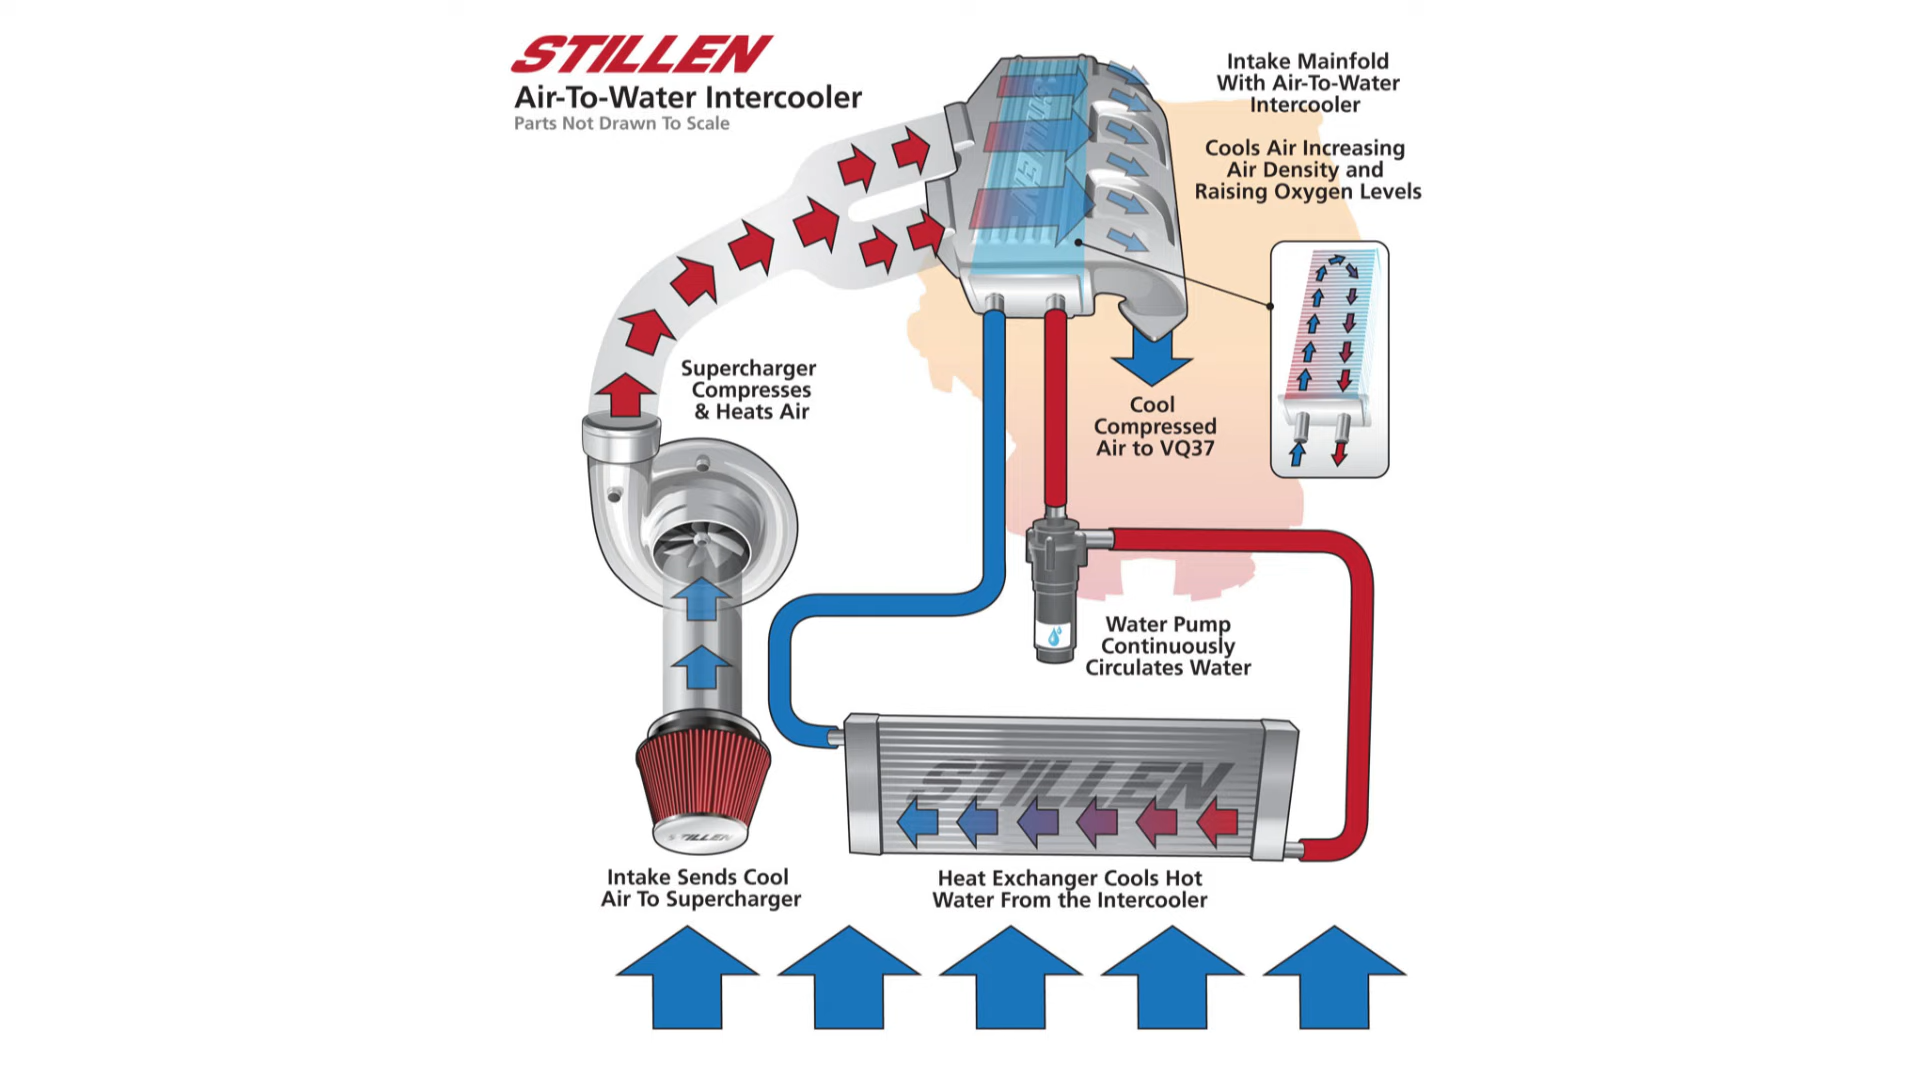 STILLEN
Air-To-Water Intercooler
Parts Not Drawn To Scale
Intake Mainfold
With Air-To-Water
Intercooler
Cools Air Increasing
Air Density and
Raising Oxygen Levels
STILLEN
Supercharger
Compresses
& Heats Air
Cool
Compressed
Air to VQ37
Water Pump
Continuously
Circulates Water
STILLEN
STILLEN
Intake Sends Cool
Air To Supercharger
Heat Exchanger Cools Hot
Water From the Intercooler